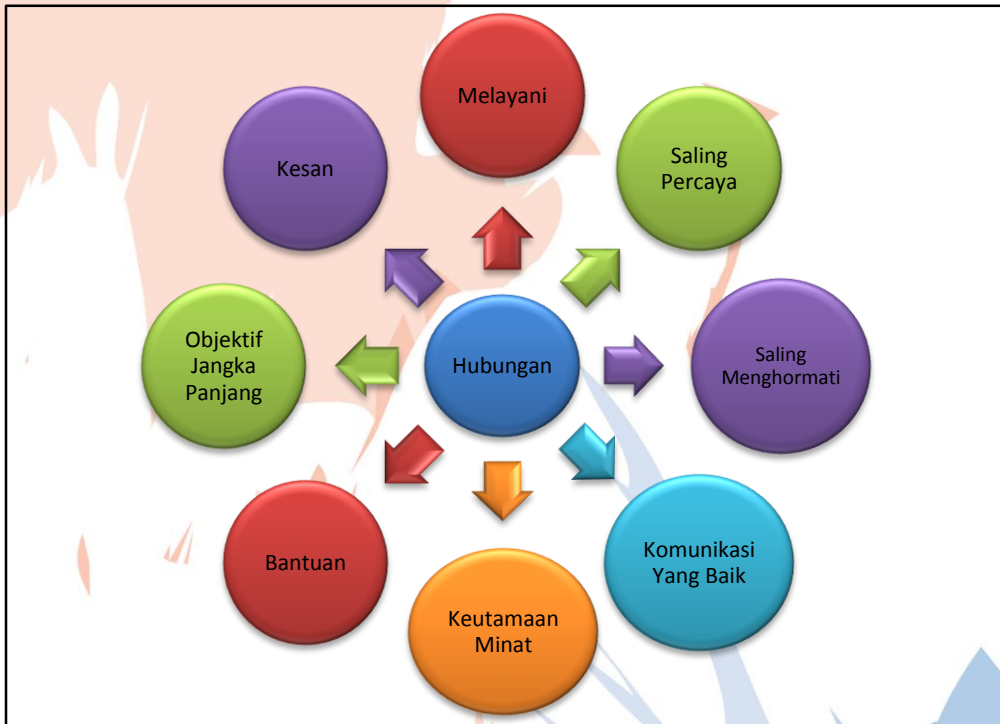 Melayani
Saling
Percaya
Kesan
Objektif
Jangka
Panjang
Hubungan
Saling
Menghormati
Bantuan
Komunikasi
Yang Baik
Keutamaan
Minat